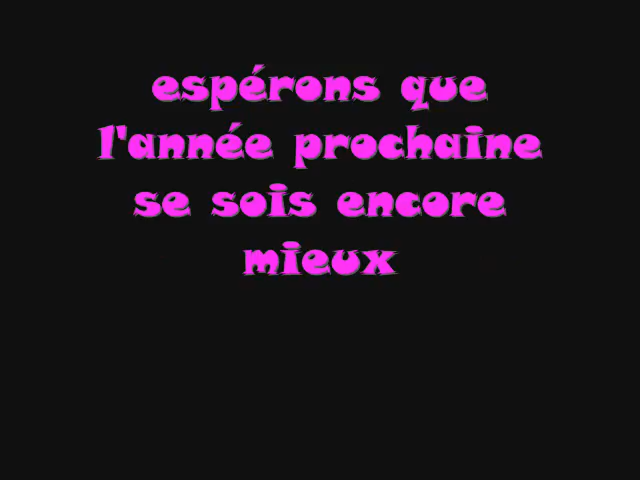 espérons que
l'année prochaine
se sois encore
mieux